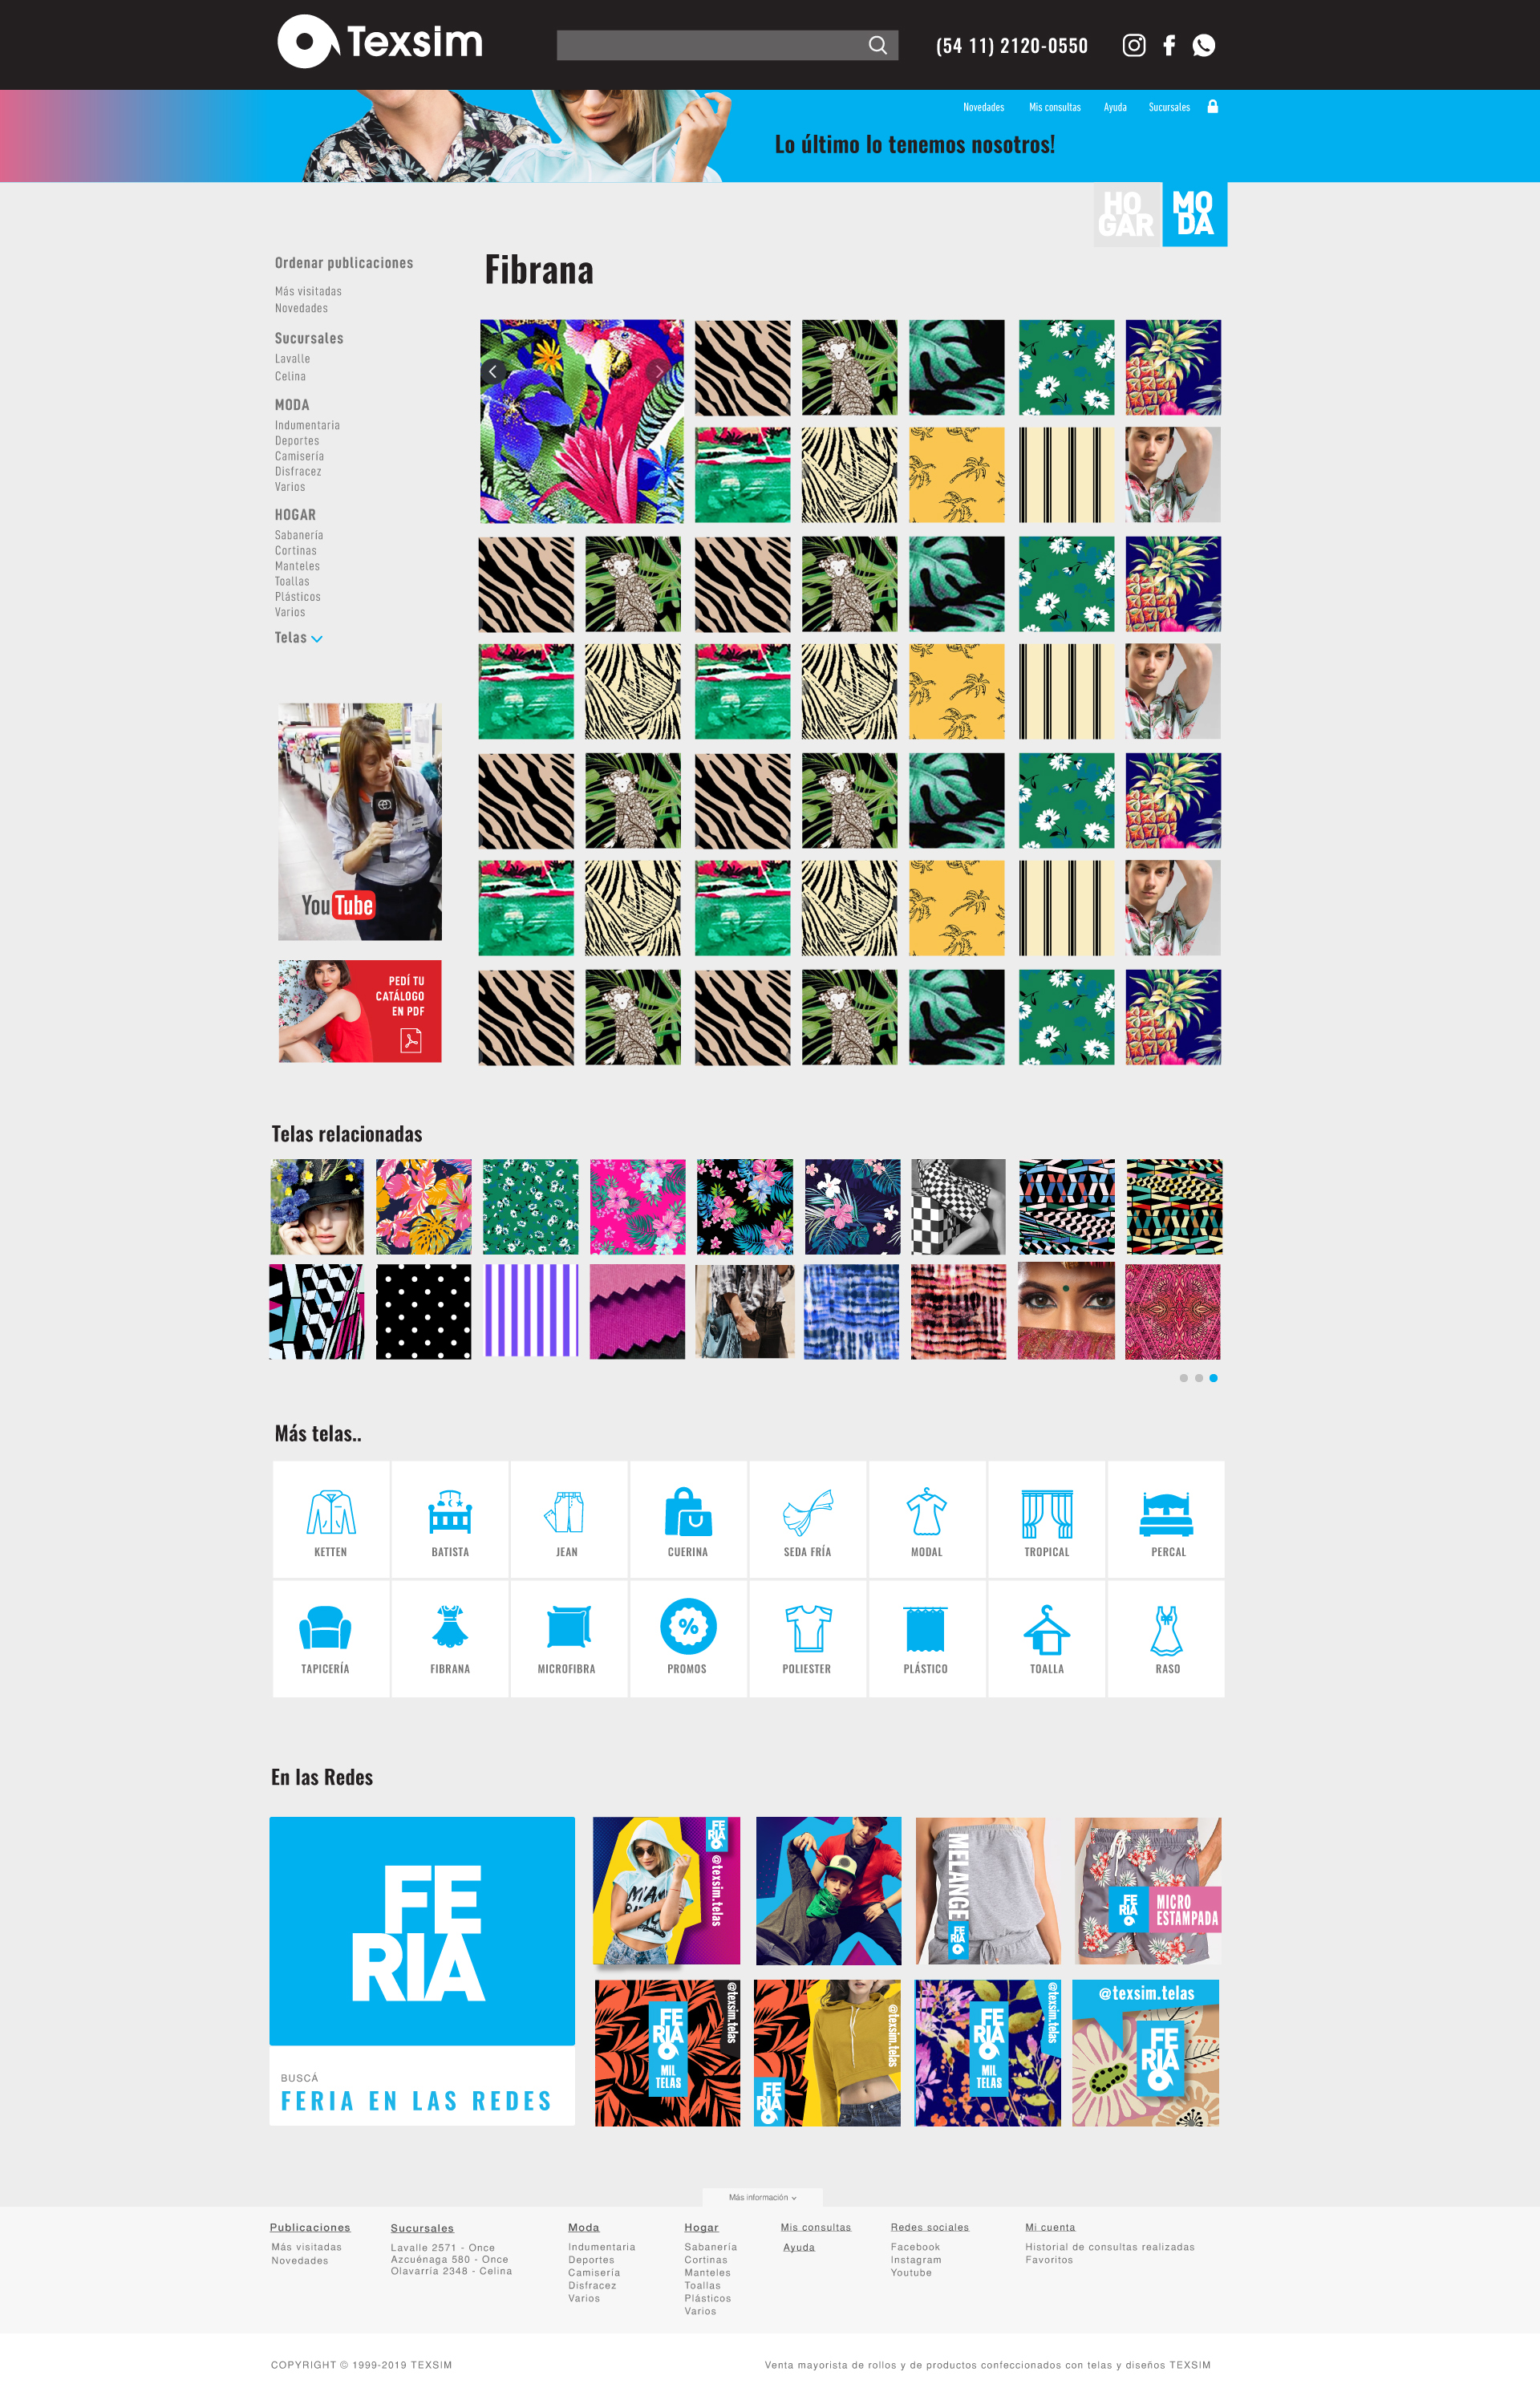 Texsim
(54 11) 2120-0550
Novedades
Mis consultas
Ayuda
Sucursales
Lo último lo tenemos nosotros!
HO
GAR
MO
DA
Ordenar publicaciones
Más visitadas
Novedades
Sucursales
Lavalle
Celina
MODA
Indumentaria
Deportes
Camisería
Disfracez
Varios
HOGAR
Sabanería
Cortinas
Manteles
Toallas
Plásticos
Varios
Telas
YouTube
PEDÍ TU
CATÁLOGO
EN PDF
Fibrana
Telas relacionadas
Más telas..
KETTEN
BATISTA
JEAN
CUERINA
SEDA FRÍA
MODAL
TROPICAL
PERCAL
TAPICERÍA
FIBRANA
MICROFIBRA
%
PROMOS
POLIESTER
PLÁSTICO
TOALLA
RASO
En las Redes
FE
RIA
BUSCÁ
FERIA EN LAS REDES
FE
RIA
@texsim.telas
MELANGE
FE
RIA
FE
RIA
MICRO
ESTAMPADA
FE
RIA
MIL
TELAS
@texsim.telas
FE
RIA
@texsim.telas
FE
RIA
MIL
TELAS
@texsim.telas
@texsim.telas
FE
RIA
Más información
Publicaciones
Más visitadas
Novedades
Sucursales
Lavalle 2571 - Once
Azcuénaga 580 - Once
Olavarría 2348 - Celina
Moda
Indumentaria
Deportes
Camisería
Disfracez
Varios
Hogar
Sabanería
Cortinas
Manteles
Toallas
Plásticos
Varios
Mis consultas
Ayuda
Redes sociales
Facebook
Instagram
Youtube
Mi cuenta
Historial de consultas realizadas
Favoritos
COPYRIGHT © 1999-2019 TEXSIM
Venta mayorista de rollos y de productos confeccionados con telas y diseños TEXSIM